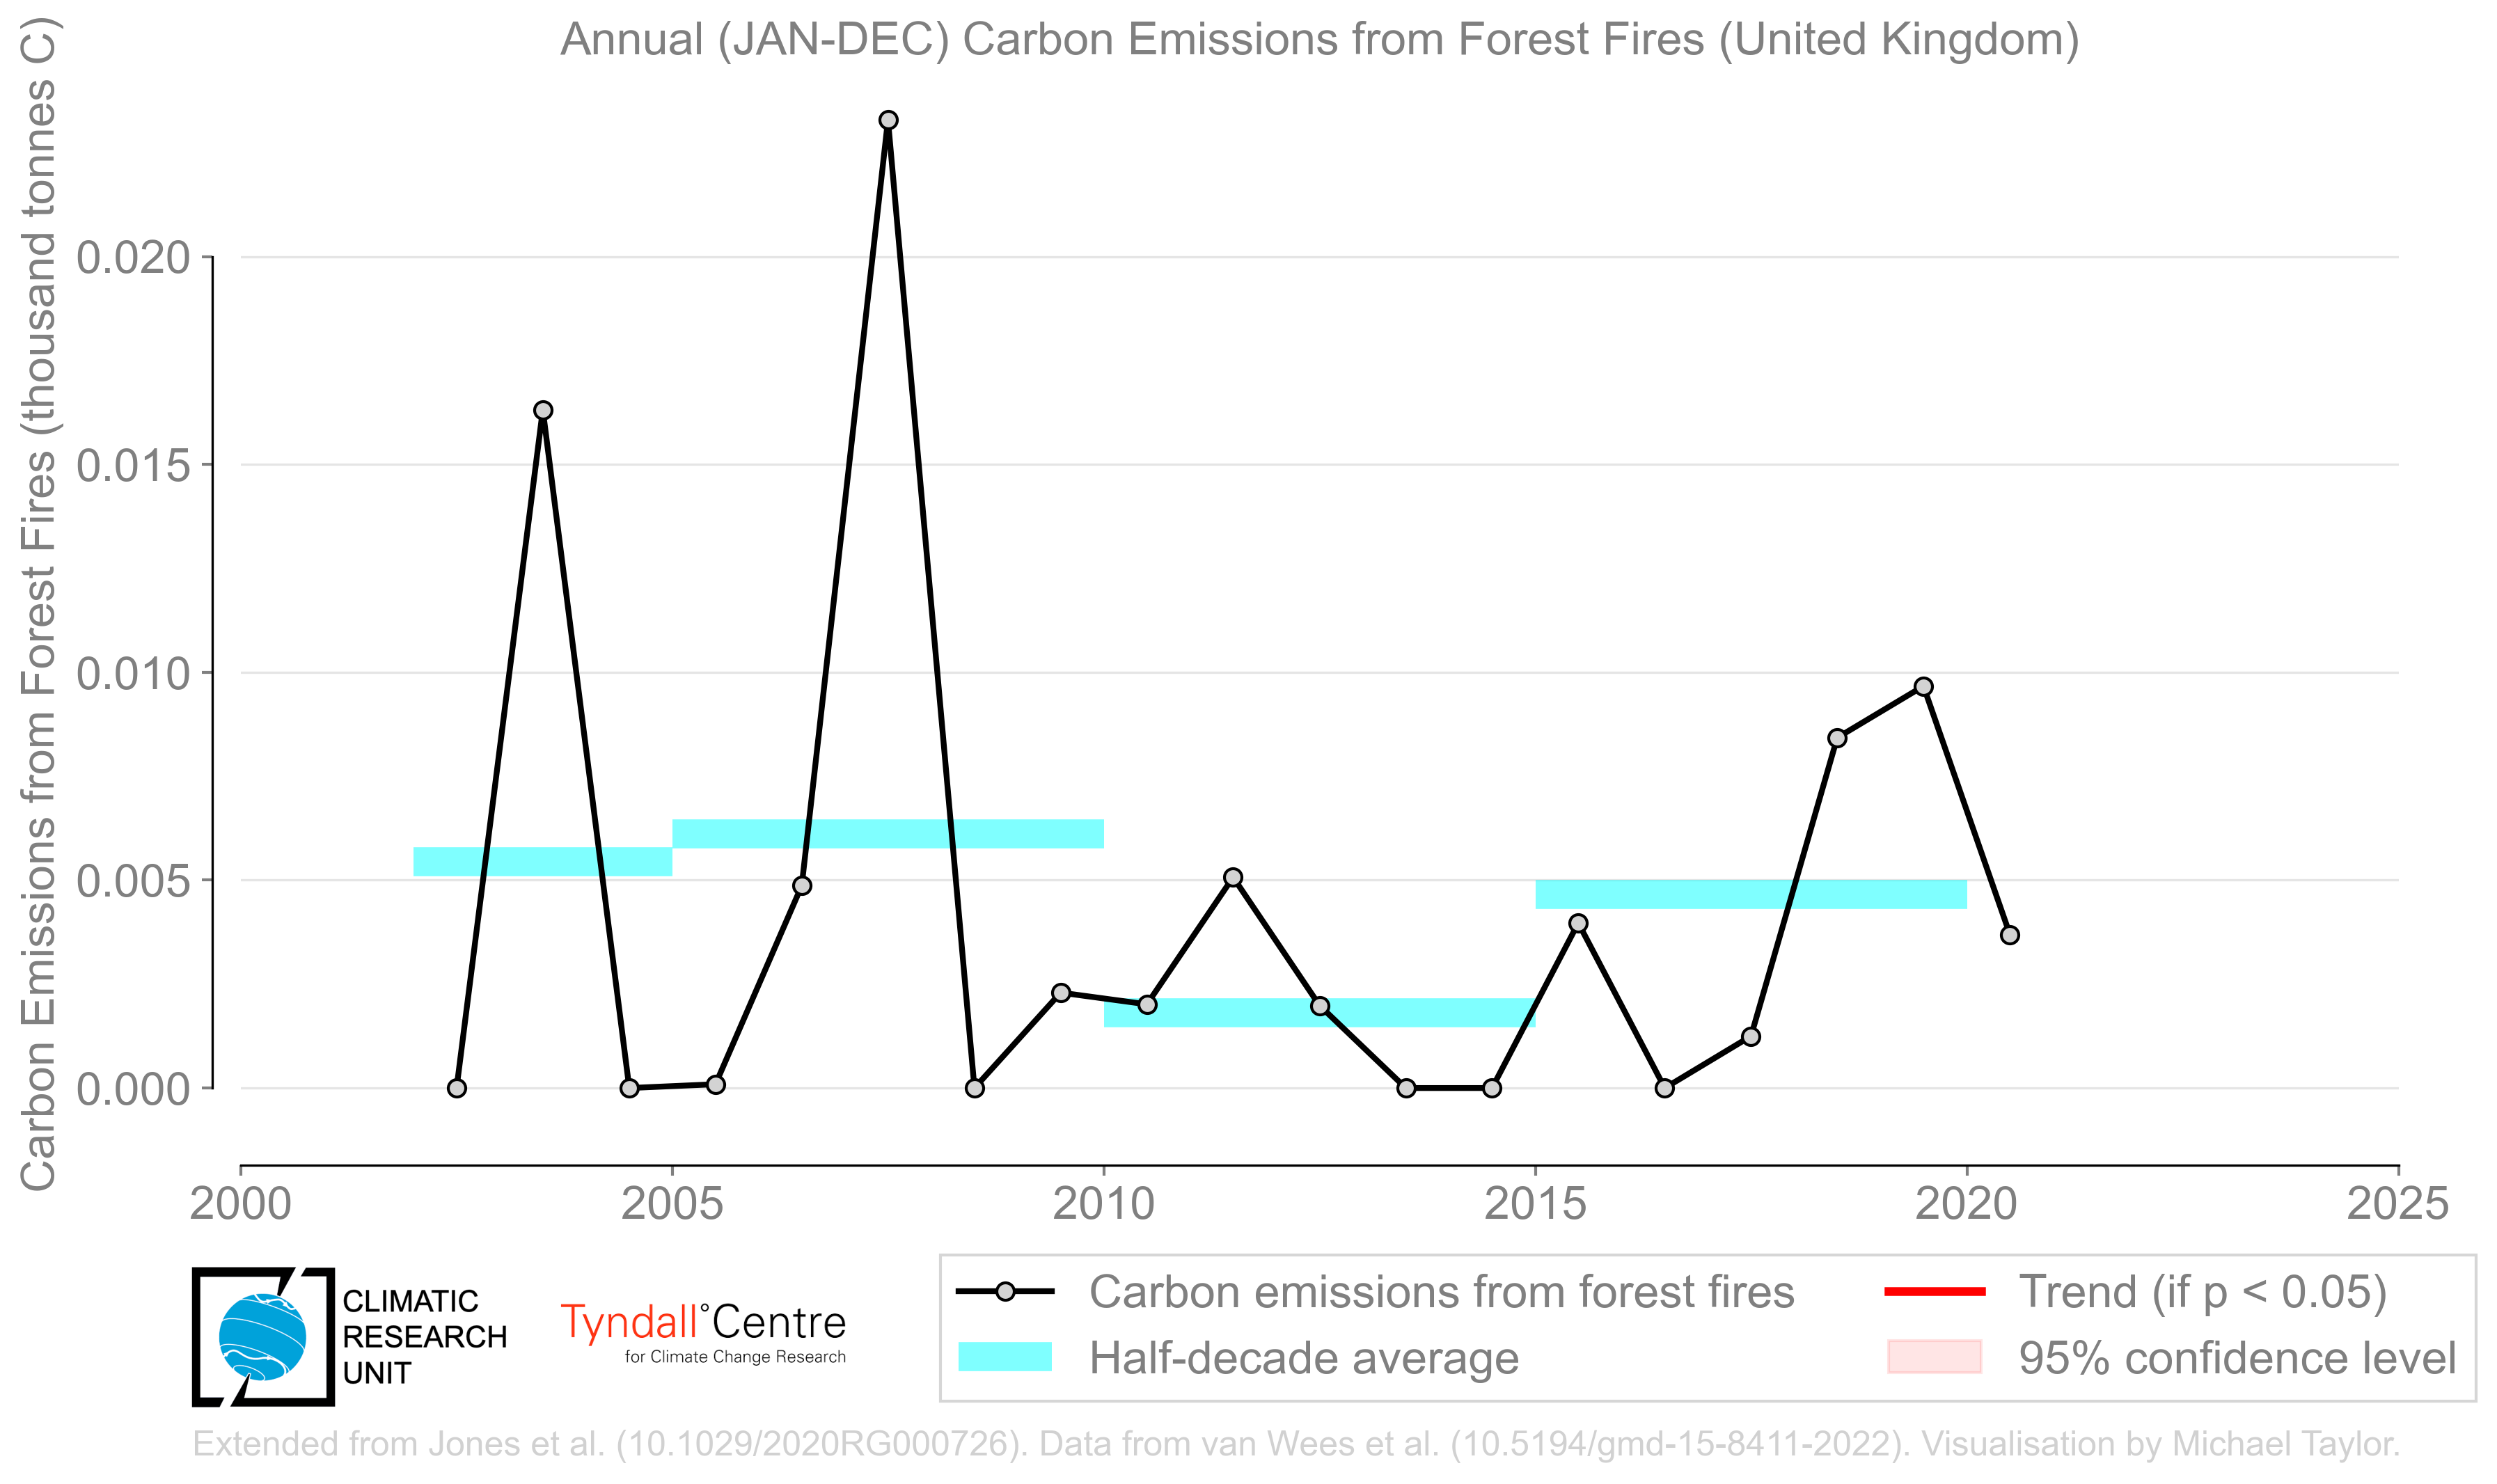 Annual (JAN-DEC) Carbon Emissions from Forest Fires (United Kingdom)
Carbon Emissions from Forest Fires (thousand tonnes C)
0.020
0.015
0.010
0.005
0.000
2000 2005 2010 2015 2020 2025
CLIMATIC
RESEARCH
UNIT
Tyndall°Centre
for Climate Change Research
Carbon emissions from forest fires
Half-decade average
Trend (if p < 0.05)
95% confidence level
Extended from Jones et al. (10.1029/2020RG000726). Data from van Wees et al. (10.5194/gmd-15-8411-2022). Visualisation by Michael Taylor.